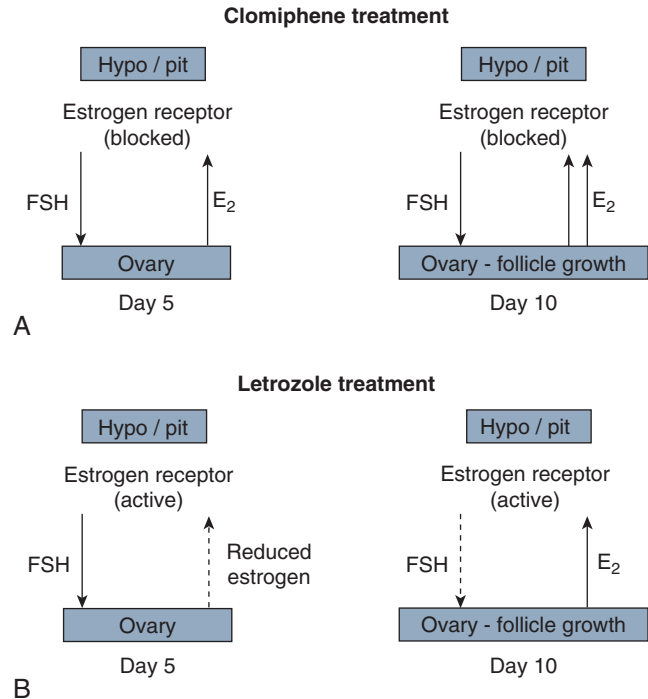 Clomiphene treatment
Hypo / pit
Hypo / pit
Estrogen receptor
(blocked)
Estrogen receptor
(blocked)
FSH
E2
FSH
E2
Ovary
Ovary - follicle growth
Day 5
Day 10
A
Letrozole treatment
Hypo / pit
Hypo / pit
Estrogen receptor
(active)
Estrogen receptor
(active)
FSH
Reduced
estrogen
FSH
E2
Ovary
Ovary - follicle growth
Day 5
Day 10
B